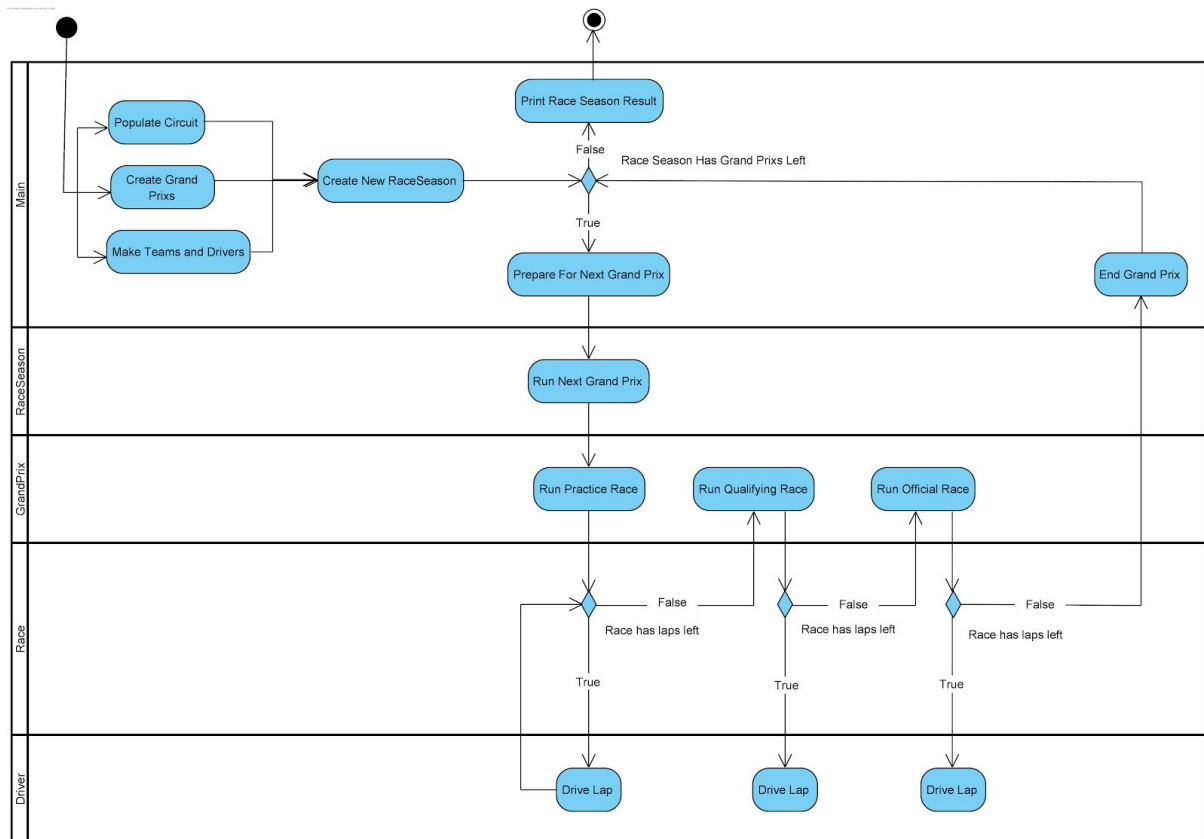 Print Race Season Result
Populate Circuit
False
Race Season Has Grand Prixs Left
Create Grand
Prixs
Create New RaceSeason
Main
True
Make Teams and Drivers
Prepare For Next Grand Prix
End Grand Prix
RaceSeason
Run Next Grand Prix
GrandPrix
Run Practice Race
Run Qualifying Race
Run Official Race
Race
False
False
False
Race has laps left
Race has laps left
Race has laps left
True
True
True
Driver
Drive Lap
Drive Lap
Drive Lap